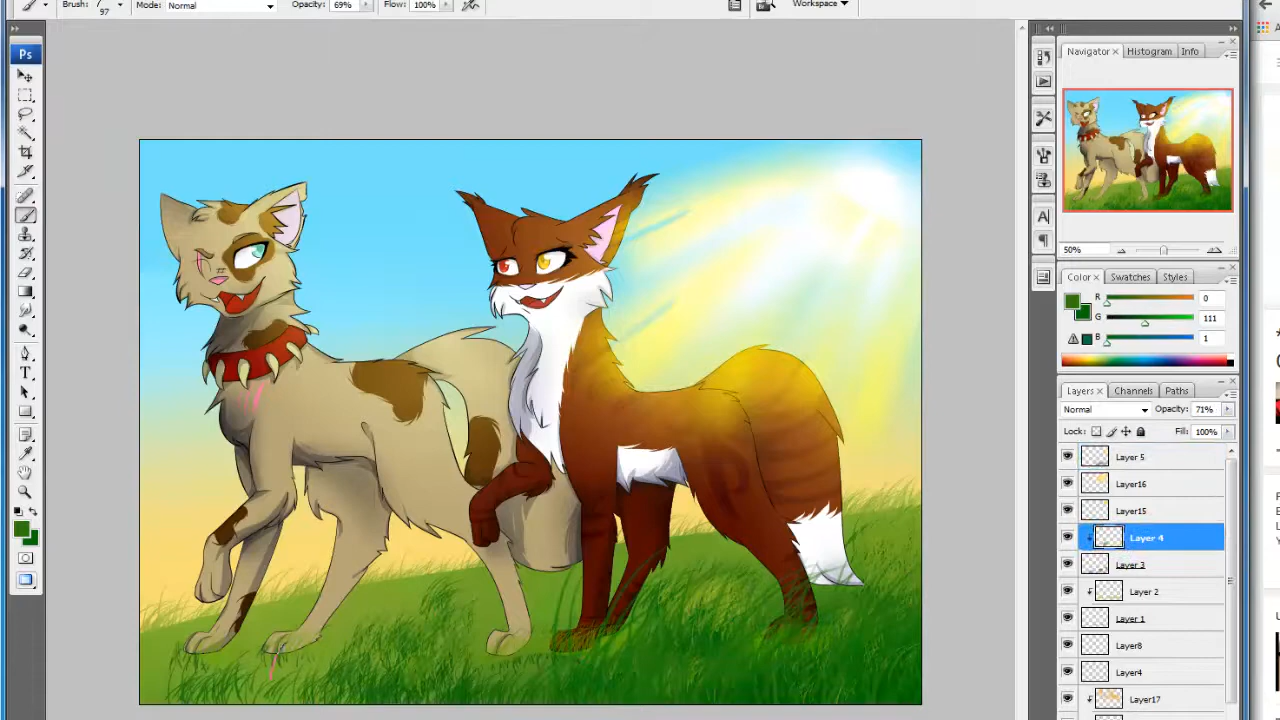 Brush:
97
Mode: Normal
Opacity: 69%
Flow: 100%
Workspace
Ps
Navigator
Histogram
Info
50%
Color
Swatches
Styles
R 0
G 111
B 1
Layers
Channels
Paths
Normal
Opacity: 71%
Lock:
Fill: 100%
Layer 5
Layer16
Layer15
Layer 4
Layer 3
Layer 2
Layer 1
Layer8
Layer4
Layer17